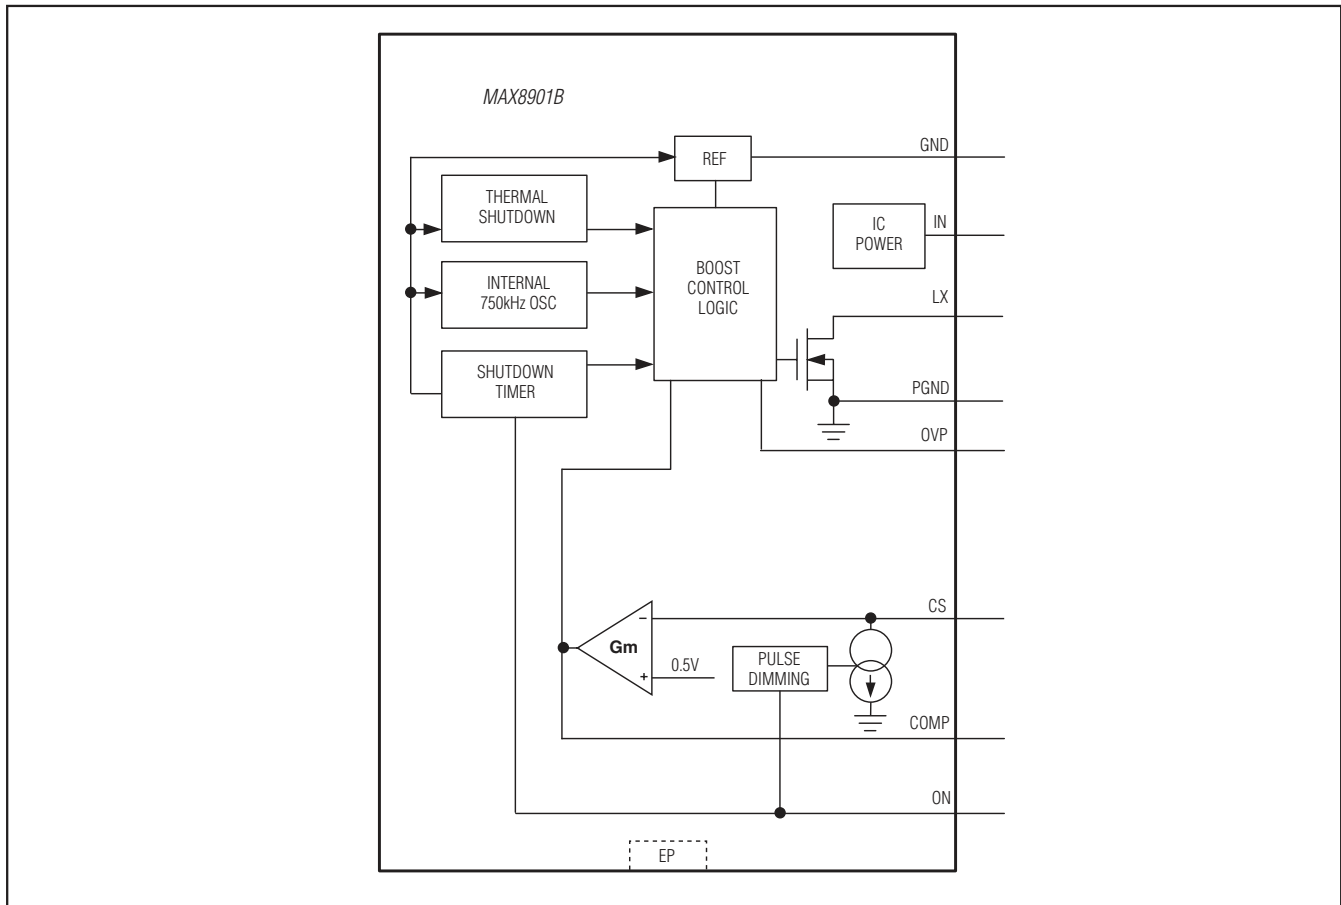 MAX8901B
GND
REF
THERMAL
SHUTDOWN
IC
POWER
IN
BOOST
CONTROL
LOGIC
INTERNAL
750kHz OSC
LX
SHUTDOWN
TIMER
PGND
OVP
CS
–
Gm
+
0.5V
PULSE
DIMMING
COMP
ON
EP